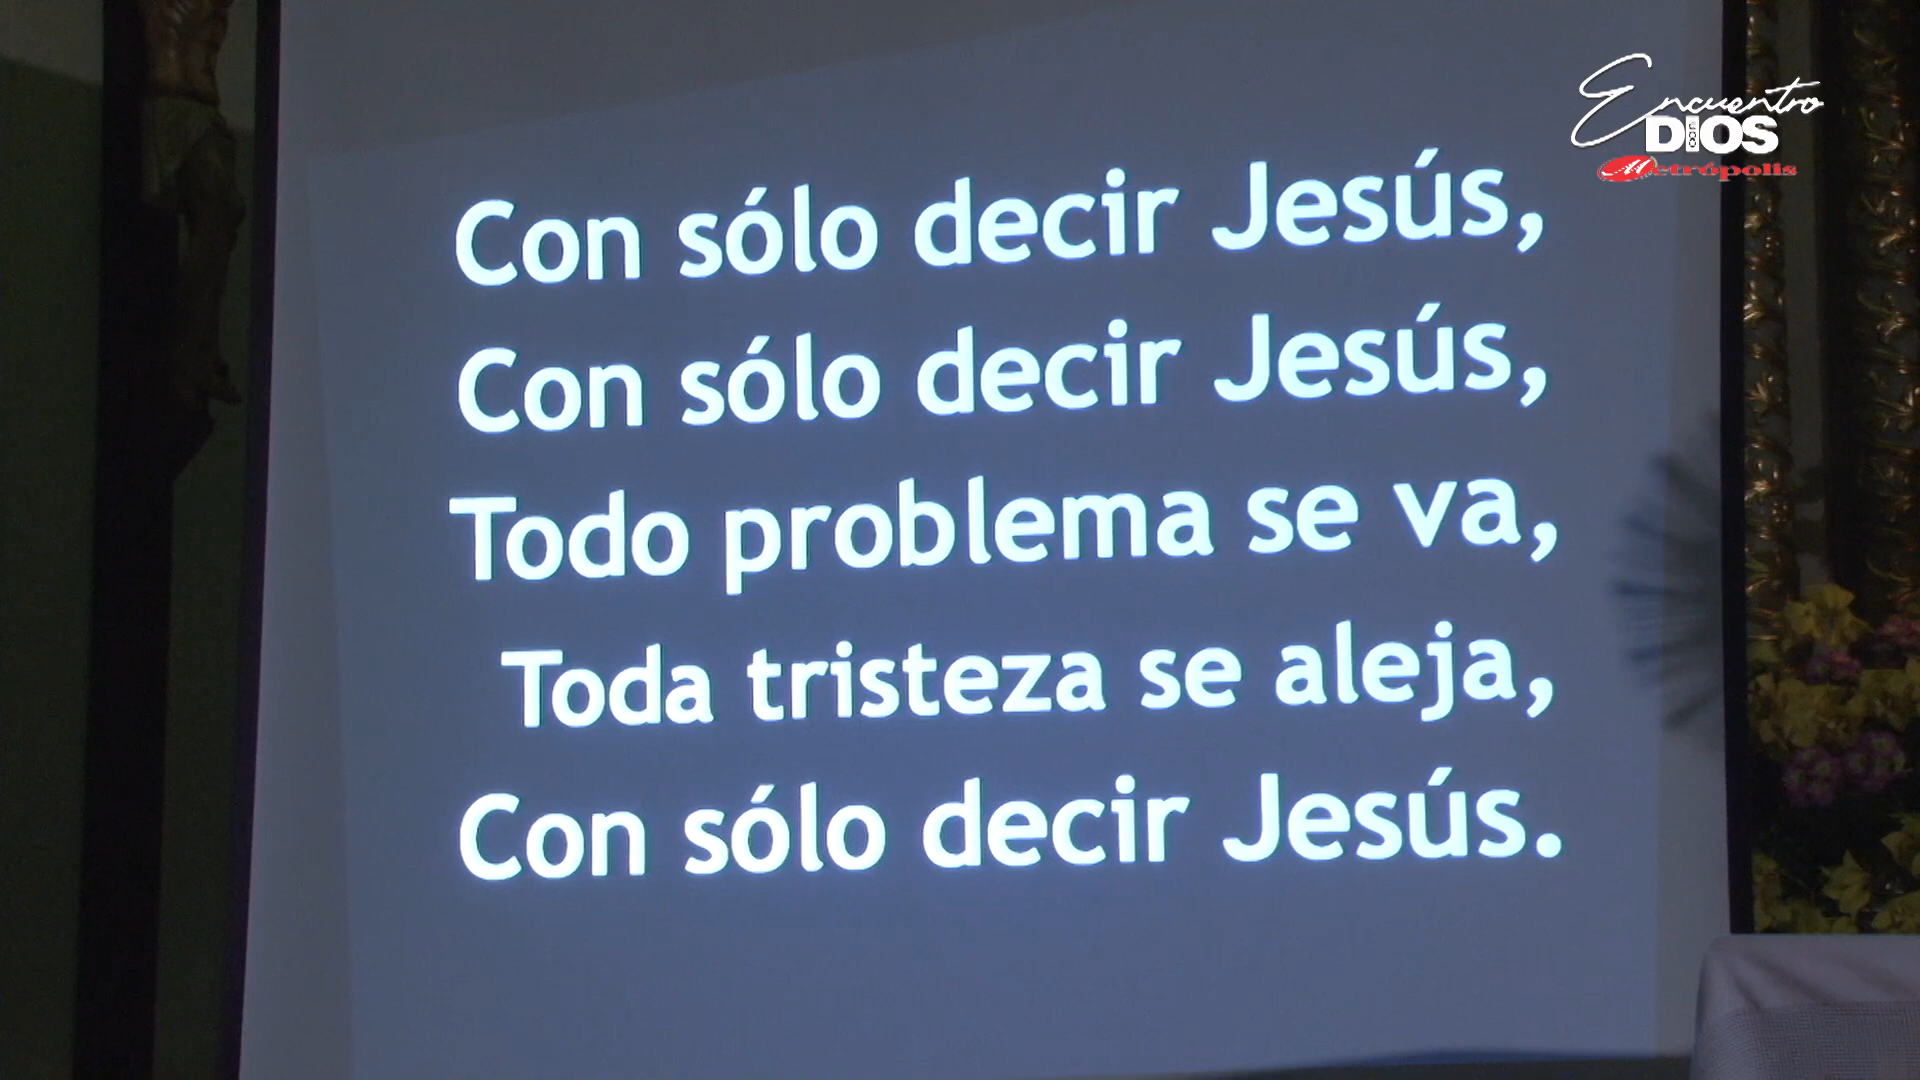 Encuentro
con
DIOS
Metrópolis
Con sólo decir Jesús,
Con sólo decir Jesús,
Todo problema se va,
Toda tristeza se aleja,
Con sólo decir Jesús.